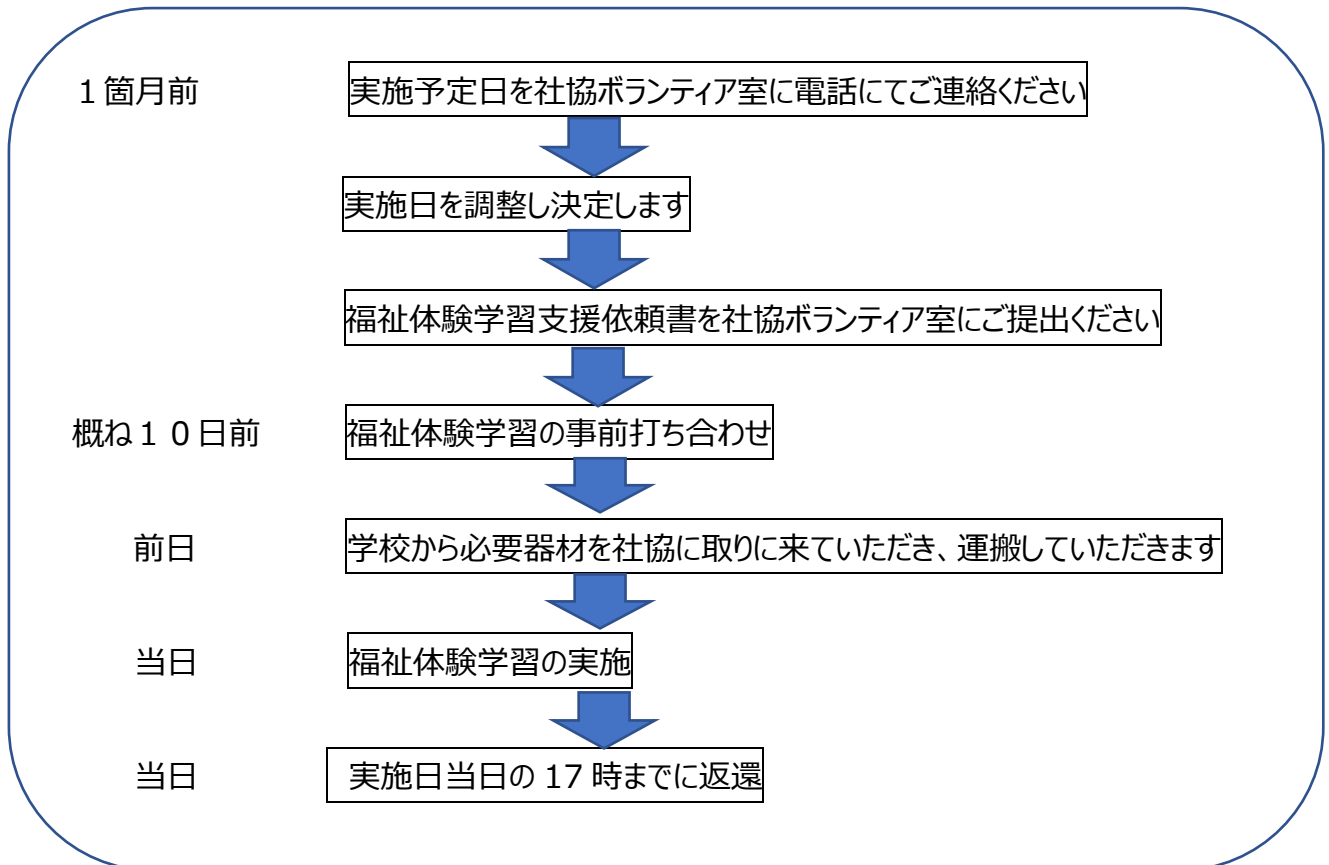 １箇月前 実施予定日を社協ボランティア室に電話にてご連絡ください
実施日を調整し決定します
福祉体験学習支援依頼書を社協ボランティア室にご提出ください
概ね１０日前 福祉体験学習の事前打ち合わせ
前日 学校から必要器材を社協に取りに来ていただき、運搬していただきます
当日 福祉体験学習の実施
当日 実施日当日の 17 時までに返還